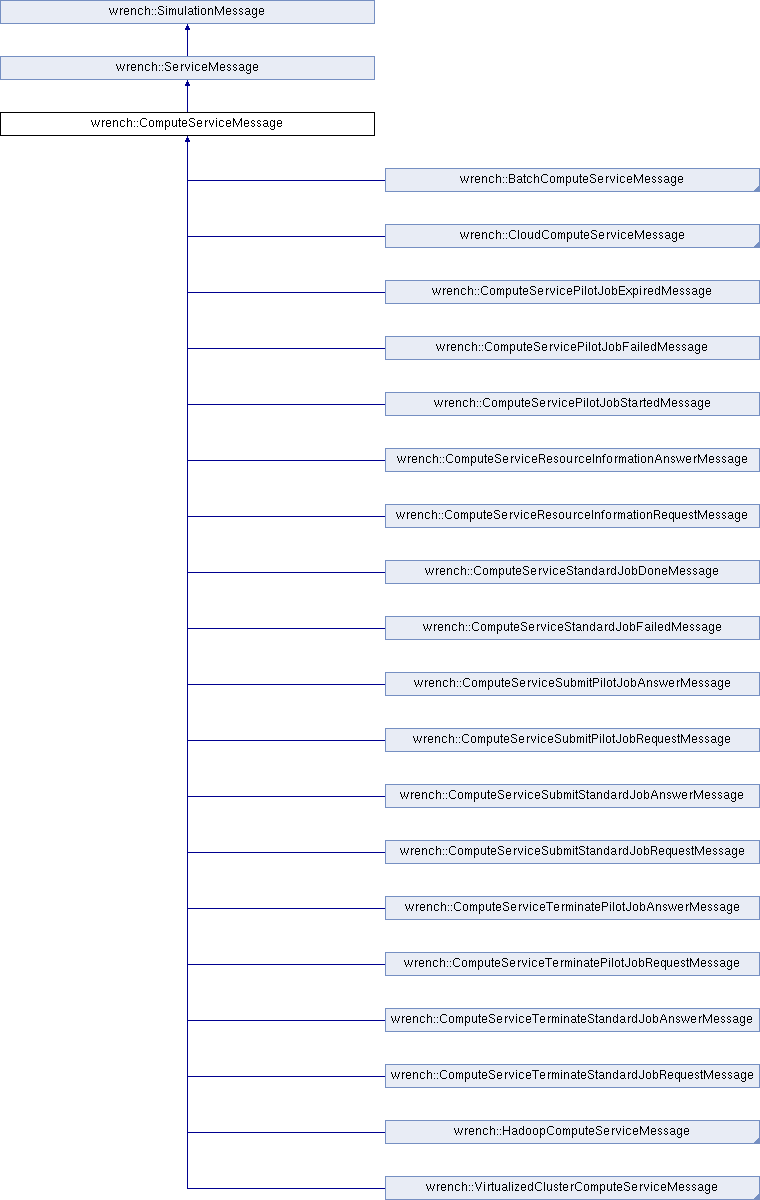 wrench::SimulationMessage
wrench::ServiceMessage
wrench::ComputeServiceMessage
wrench::BatchComputeServiceMessage
wrench::CloudComputeServiceMessage
wrench::ComputeServicePilotJobExpiredMessage
wrench::ComputeServicePilotJobFailedMessage
wrench::ComputeServicePilotJobStartedMessage
wrench::ComputeServiceResourceInformationAnswerMessage
wrench::ComputeServiceResourceInformationRequestMessage
wrench::ComputeServiceStandardJobDoneMessage
wrench::ComputeServiceStandardJobFailedMessage
wrench::ComputeServiceSubmitPilotJobAnswerMessage
wrench::ComputeServiceSubmitPilotJobRequestMessage
wrench::ComputeServiceSubmitStandardJobAnswerMessage
wrench::ComputeServiceSubmitStandardJobRequestMessage
wrench::ComputeServiceTerminatePilotJobAnswerMessage
wrench::ComputeServiceTerminatePilotJobRequestMessage
wrench::ComputeServiceTerminateStandardJobAnswerMessage
wrench::ComputeServiceTerminateStandardJobRequestMessage
wrench::HadoopComputeServiceMessage
wrench::VirtualizedClusterComputeServiceMessage